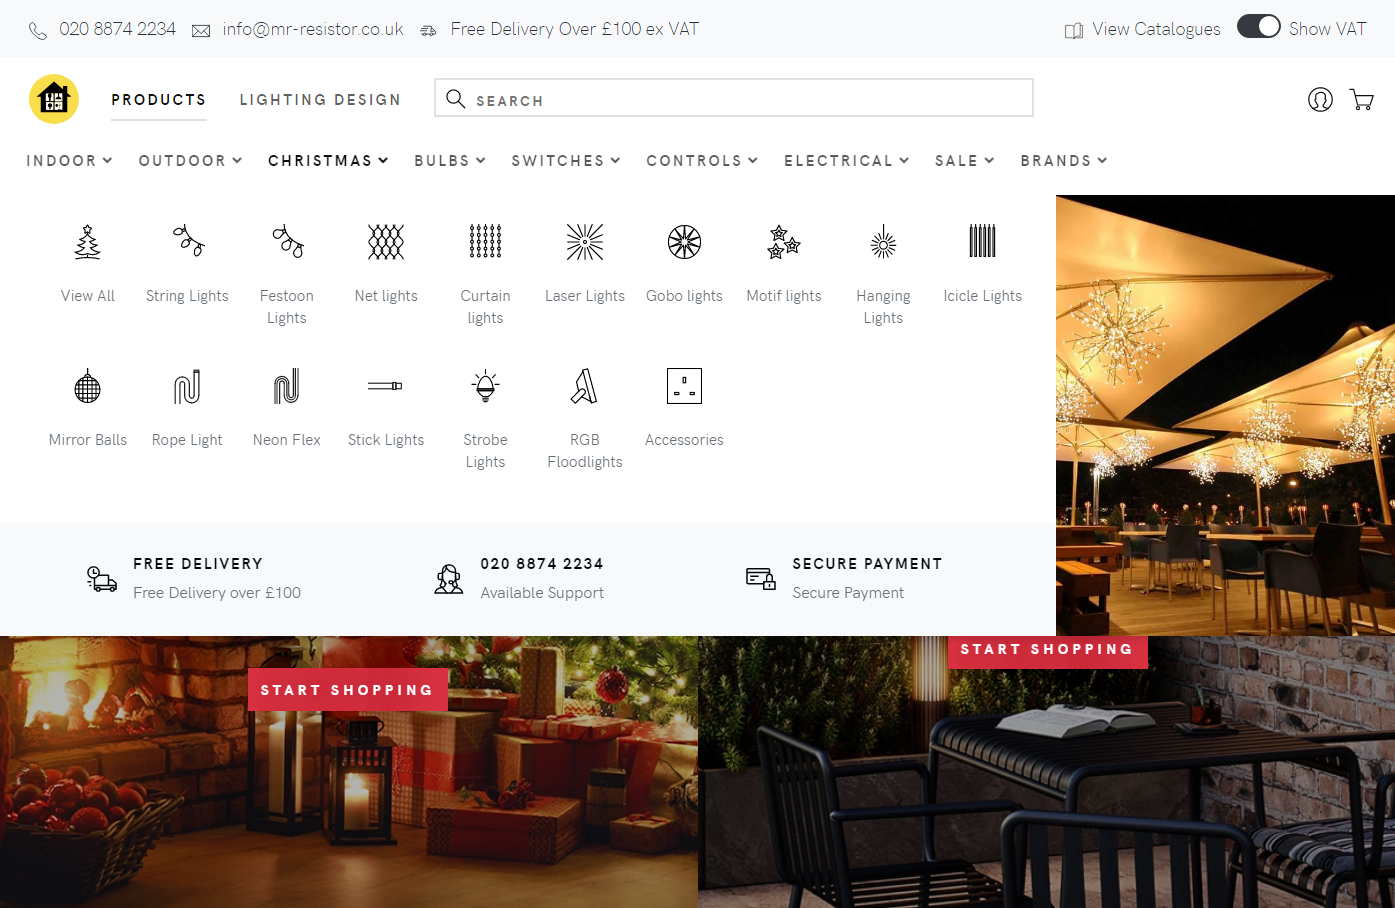 020 8874 2234 info@mr-resistor.co.uk Free Delivery Over £100 ex VAT View Catalogues Show VAT
PRODUCTS LIGHTING DESIGN SEARCH
INDOOR OUTDOOR CHRISTMAS BULBS SWITCHES CONTROLS ELECTRICAL SALE BRANDS
View All String Lights Festoon Lights Net lights Curtain lights Laser Lights Gobo lights Motif lights Hanging Lights Icicle Lights
Mirror Balls Rope Light Neon Flex Stick Lights Strobe Lights RGB Floodlights Accessories
FREE DELIVERY
Free Delivery over £100
020 8874 2234
Available Support
SECURE PAYMENT
Secure Payment
START SHOPPING
START SHOPPING